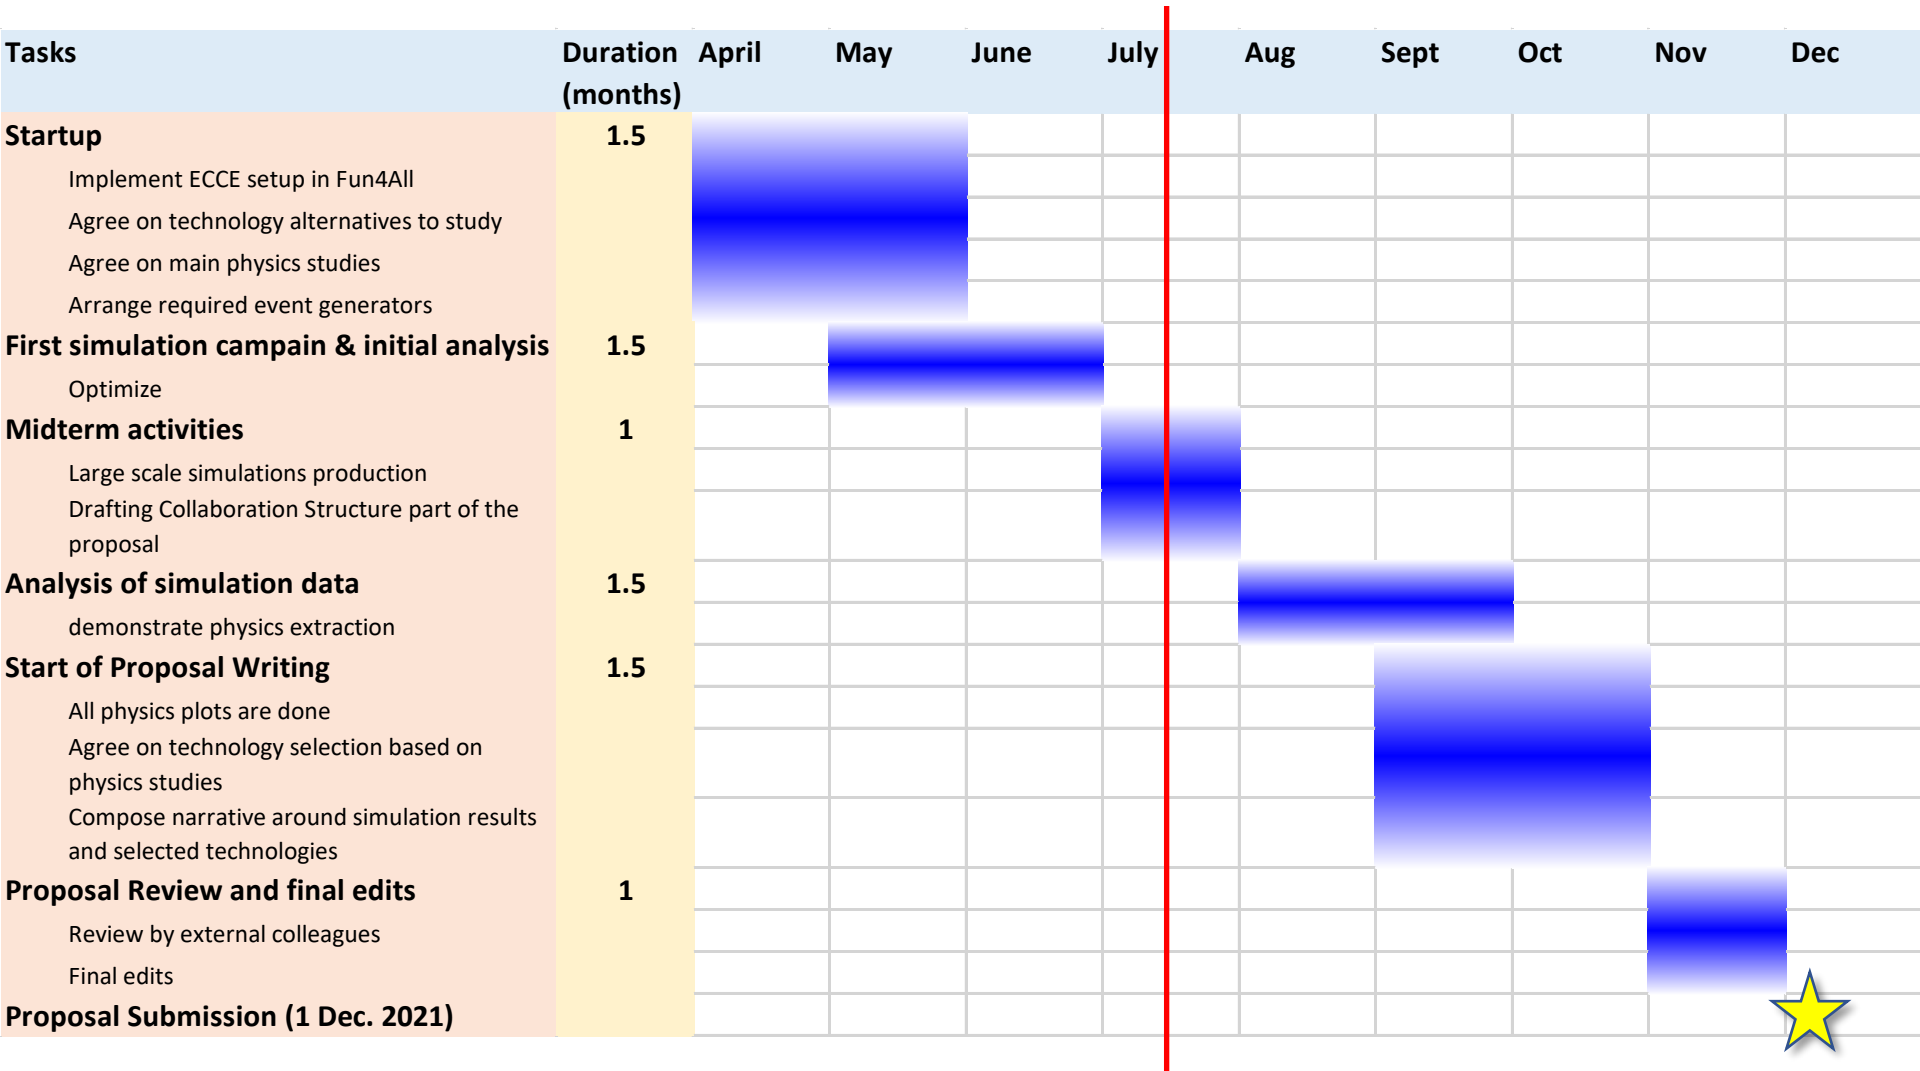 Tasks Duration April May June July Aug Sept Oct Nov Dec
(months)
Startup 1.5
Implement ECCE setup in Fun4All
Agree on technology alternatives to study
Agree on main physics studies
Arrange required event generators
First simulation campain & initial analysis 1.5
Optimize
Midterm activities 1
Large scale simulations production
Drafting Collaboration Structure part of the
proposal
Analysis of simulation data 1.5
demonstrate physics extraction
Start of Proposal Writing 1.5
All physics plots are done
Agree on technology selection based on
physics studies
Compose narrative around simulation results
and selected technologies
Proposal Review and final edits 1
Review by external colleagues
Final edits
Proposal Submission (1 Dec. 2021)